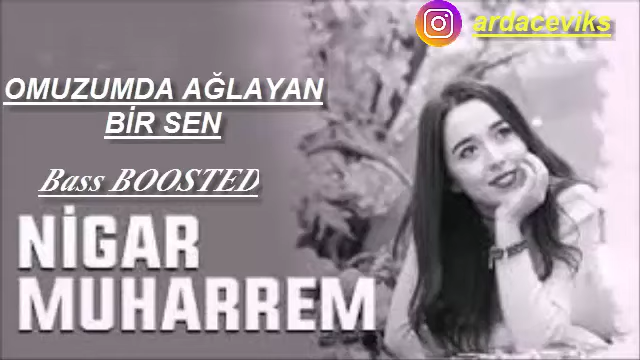 ardaceviks
OMUZUMDA AĞLAYAN
BİR SEN
Bass BOOSTED
NİGAR
MUHARREM